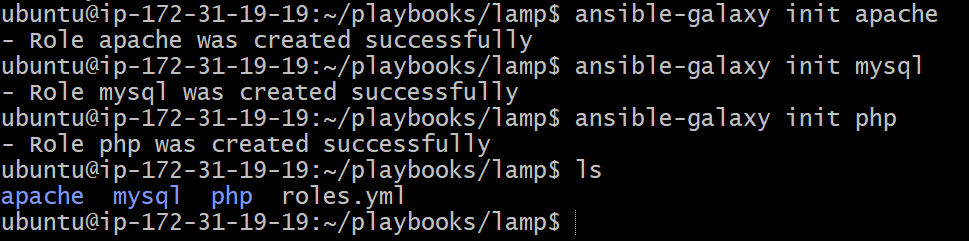 ubuntu@ip-172-31-19-19:~/playbooks/lamp$ ansible-galaxy init apache
- Role apache was created successfully
ubuntu@ip-172-31-19-19:~/playbooks/lamp$ ansible-galaxy init mysql
- Role mysql was created successfully
ubuntu@ip-172-31-19-19:~/playbooks/lamp$ ansible-galaxy init php
- Role php was created successfully
ubuntu@ip-172-31-19-19:~/playbooks/lamp$ ls
apache  mysql  php  roles.yml
ubuntu@ip-172-31-19-19:~/playbooks/lamp$